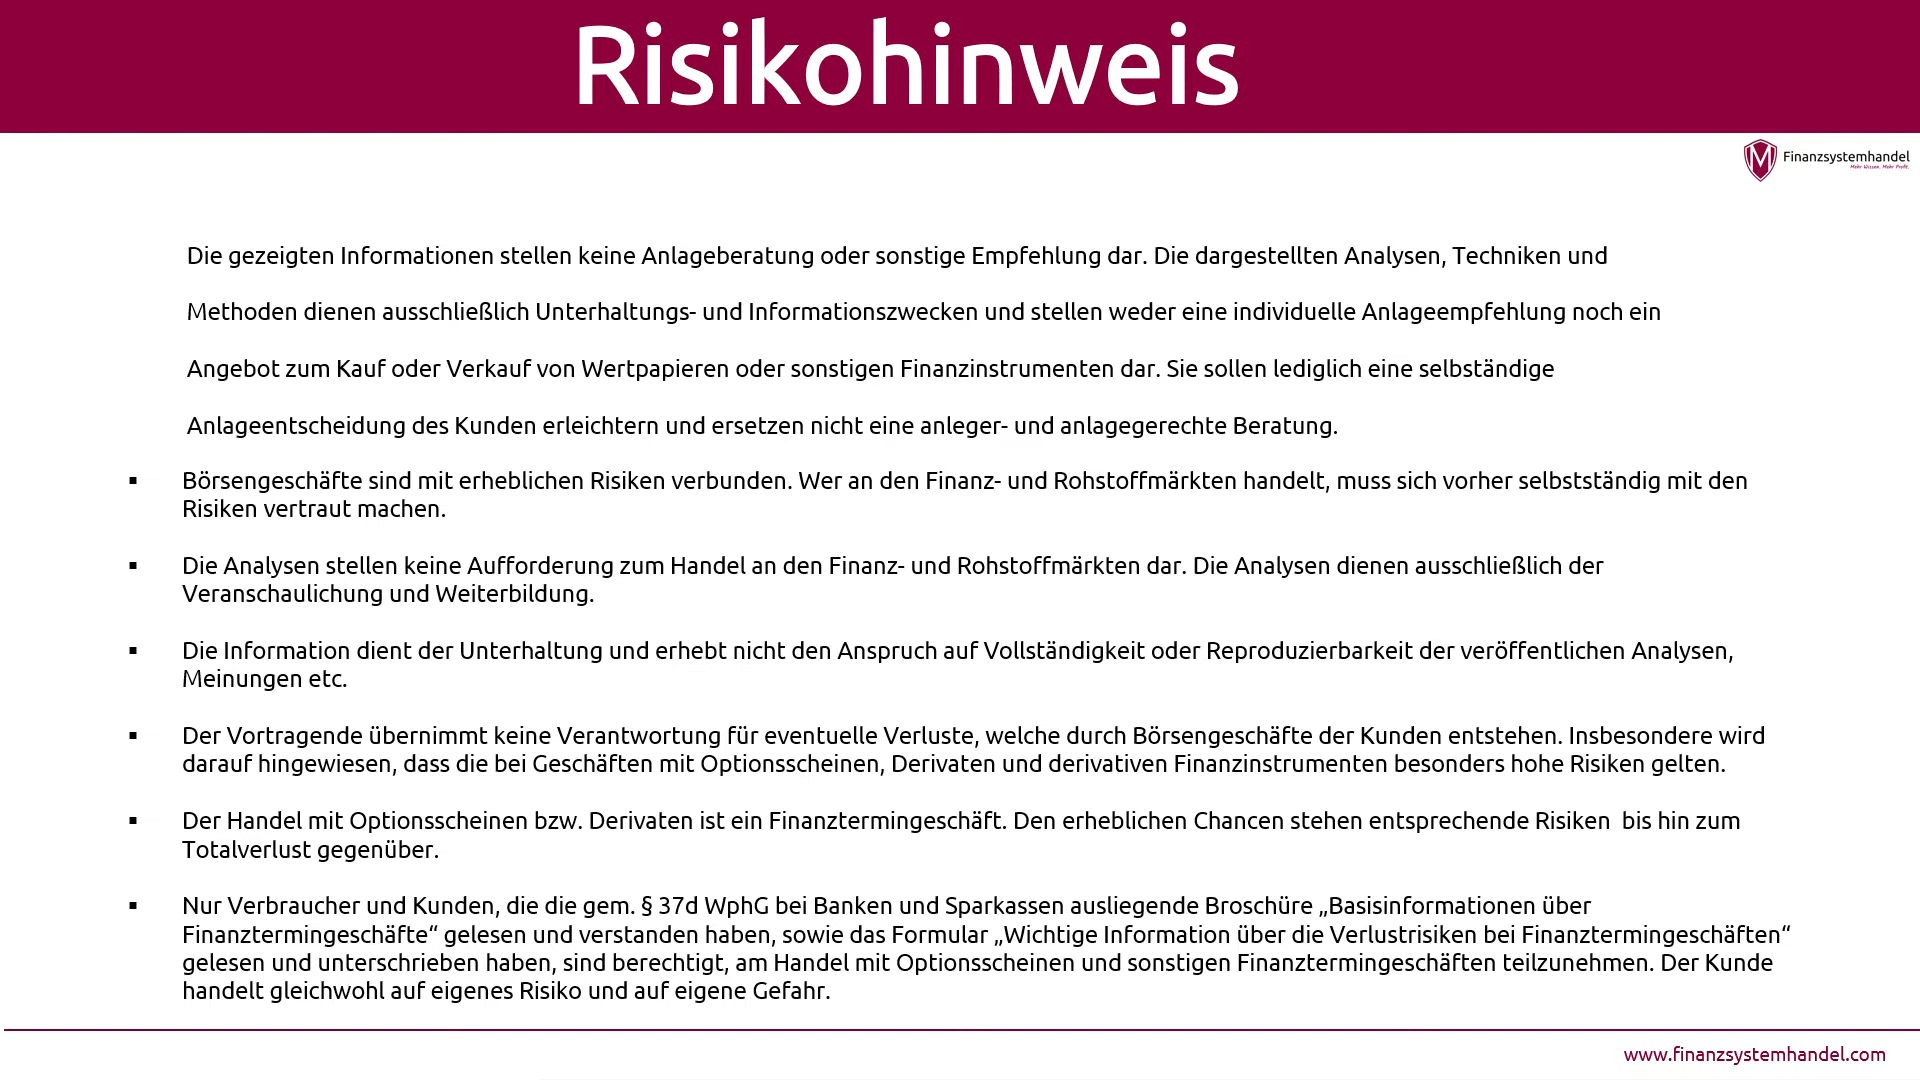 Risikohinweis
Finanzsystemhandel
Mehr Wissen. Mehr Profit.
Die gezeigten Informationen stellen keine Anlageberatung oder sonstige Empfehlung dar. Die dargestellten Analysen, Techniken und
Methoden dienen ausschließlich Unterhaltungs- und Informationszwecken und stellen weder eine individuelle Anlageempfehlung noch ein
Angebot zum Kauf oder Verkauf von Wertpapieren oder sonstigen Finanzinstrumenten dar. Sie sollen lediglich eine selbständige
Anlageentscheidung des Kunden erleichtern und ersetzen nicht eine anleger- und anlagegerechte Beratung.
▪ Börsengeschäfte sind mit erheblichen Risiken verbunden. Wer an den Finanz- und Rohstoffmärkten handelt, muss sich vorher selbstständig mit den
Risiken vertraut machen.
▪ Die Analysen stellen keine Aufforderung zum Handel an den Finanz- und Rohstoffmärkten dar. Die Analysen dienen ausschließlich der
Veranschaulichung und Weiterbildung.
▪ Die Information dient der Unterhaltung und erhebt nicht den Anspruch auf Vollständigkeit oder Reproduzierbarkeit der veröffentlichen Analysen,
Meinungen etc.
▪ Der Vortragende übernimmt keine Verantwortung für eventuelle Verluste, welche durch Börsengeschäfte der Kunden entstehen. Insbesondere wird
darauf hingewiesen, dass die bei Geschäften mit Optionsscheinen, Derivaten und derivativen Finanzinstrumenten besonders hohe Risiken gelten.
▪ Der Handel mit Optionsscheinen bzw. Derivaten ist ein Finanztermingeschäft. Den erheblichen Chancen stehen entsprechende Risiken  bis hin zum
Totalverlust gegenüber.
▪ Nur Verbraucher und Kunden, die die gem. § 37d WphG bei Banken und Sparkassen ausliegende Broschüre „Basisinformationen über
Finanztermingeschäfte“ gelesen und verstanden haben, sowie das Formular „Wichtige Information über die Verlustrisiken bei Finanztermingeschäften“
gelesen und unterschrieben haben, sind berechtigt, am Handel mit Optionsscheinen und sonstigen Finanztermingeschäften teilzunehmen. Der Kunde
handelt gleichwohl auf eigenes Risiko und auf eigene Gefahr.
www.finanzsystemhandel.com